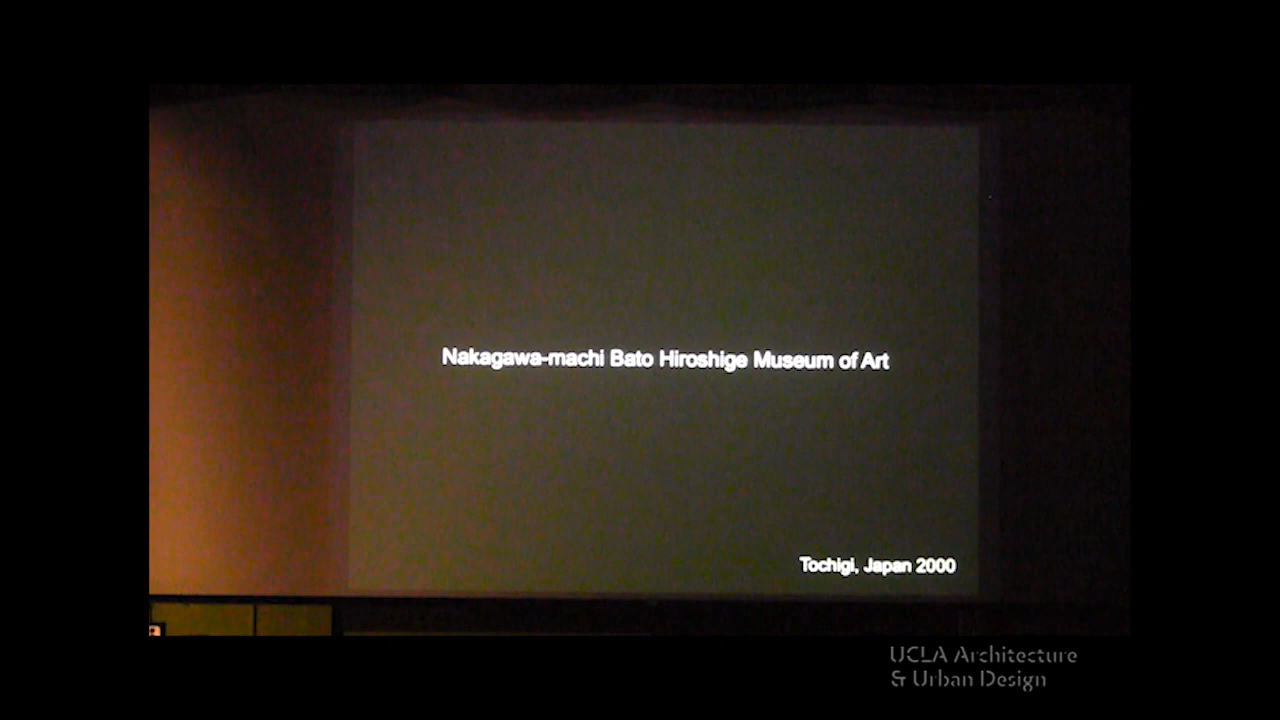 Nakagawa-machi Bato Hiroshige Museum of Art
Tochigi, Japan 2000
UCLA Architecture
& Urban Design